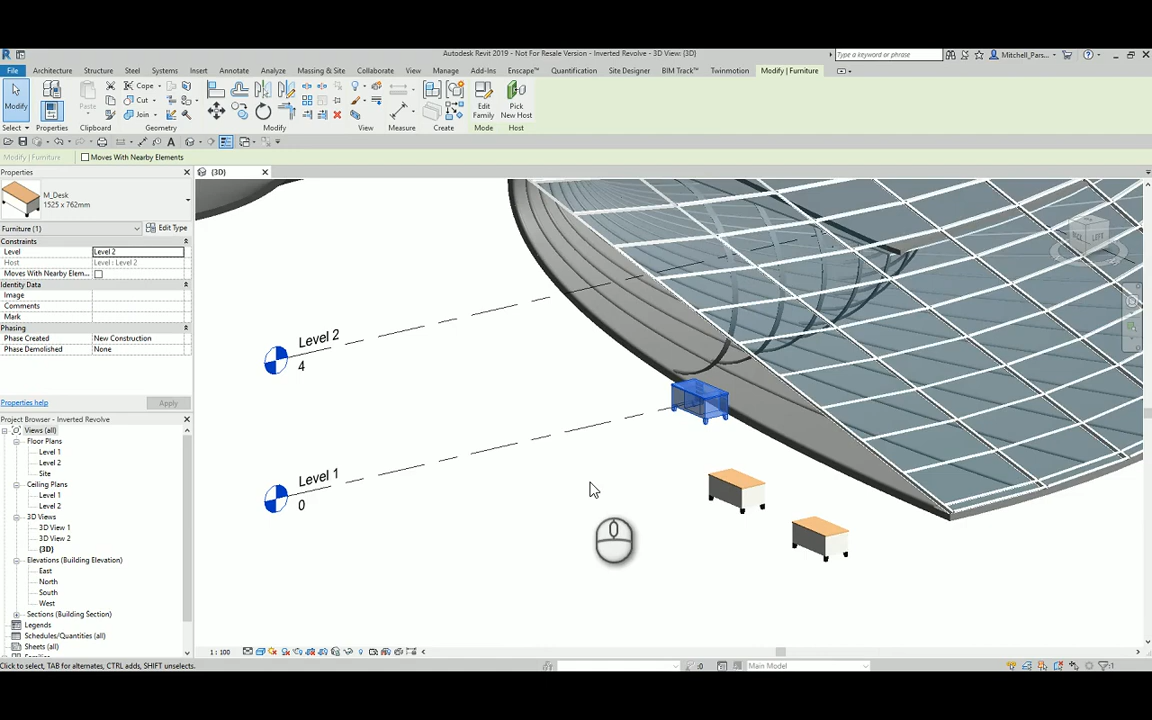 Autodesk Revit 2019 - Not For Resale Version - Inverted Revolve - 3D View: {3D}
Type a keyword or phrase
Mitchell_Pars...
File Architecture Structure Steel Systems Insert Annotate Analyze Massing & Site Collaborate View Manage Add-Ins Enscape™ Quantification Site Designer BIM Track™ Twinmotion Modify | Furniture
Modify
Properties
Paste
Cope
Cut
Join
Edit
Family
Pick
New Host
Select Properties Clipboard Geometry Modify View Measure Create Mode Host
Modify | Furniture
Moves With Nearby Elements
Properties
{3D}
M_Desk
1525 x 762mm
Furniture (1)
Edit Type
Constraints
Level Level 2
Host Level : Level 2
Moves With Nearby Elem...
Identity Data
Image
Comments
Mark
Phasing
Phase Created New Construction
Phase Demolished None
Properties help
Apply
Project Browser - Inverted Revolve
Views (all)
Floor Plans
Level 1
Level 2
Site
Ceiling Plans
Level 1
Level 2
3D Views
3D View 1
3D View 2
{3D}
Elevations (Building Elevation)
East
North
South
West
Sections (Building Section)
Legends
Schedules/Quantities (all)
Sheets (all)
Level 2
4
Level 1
0
LEFT
1 : 100
Click to select, TAB for alternates, CTRL adds, SHIFT unselects.
:0
Main Model
:1